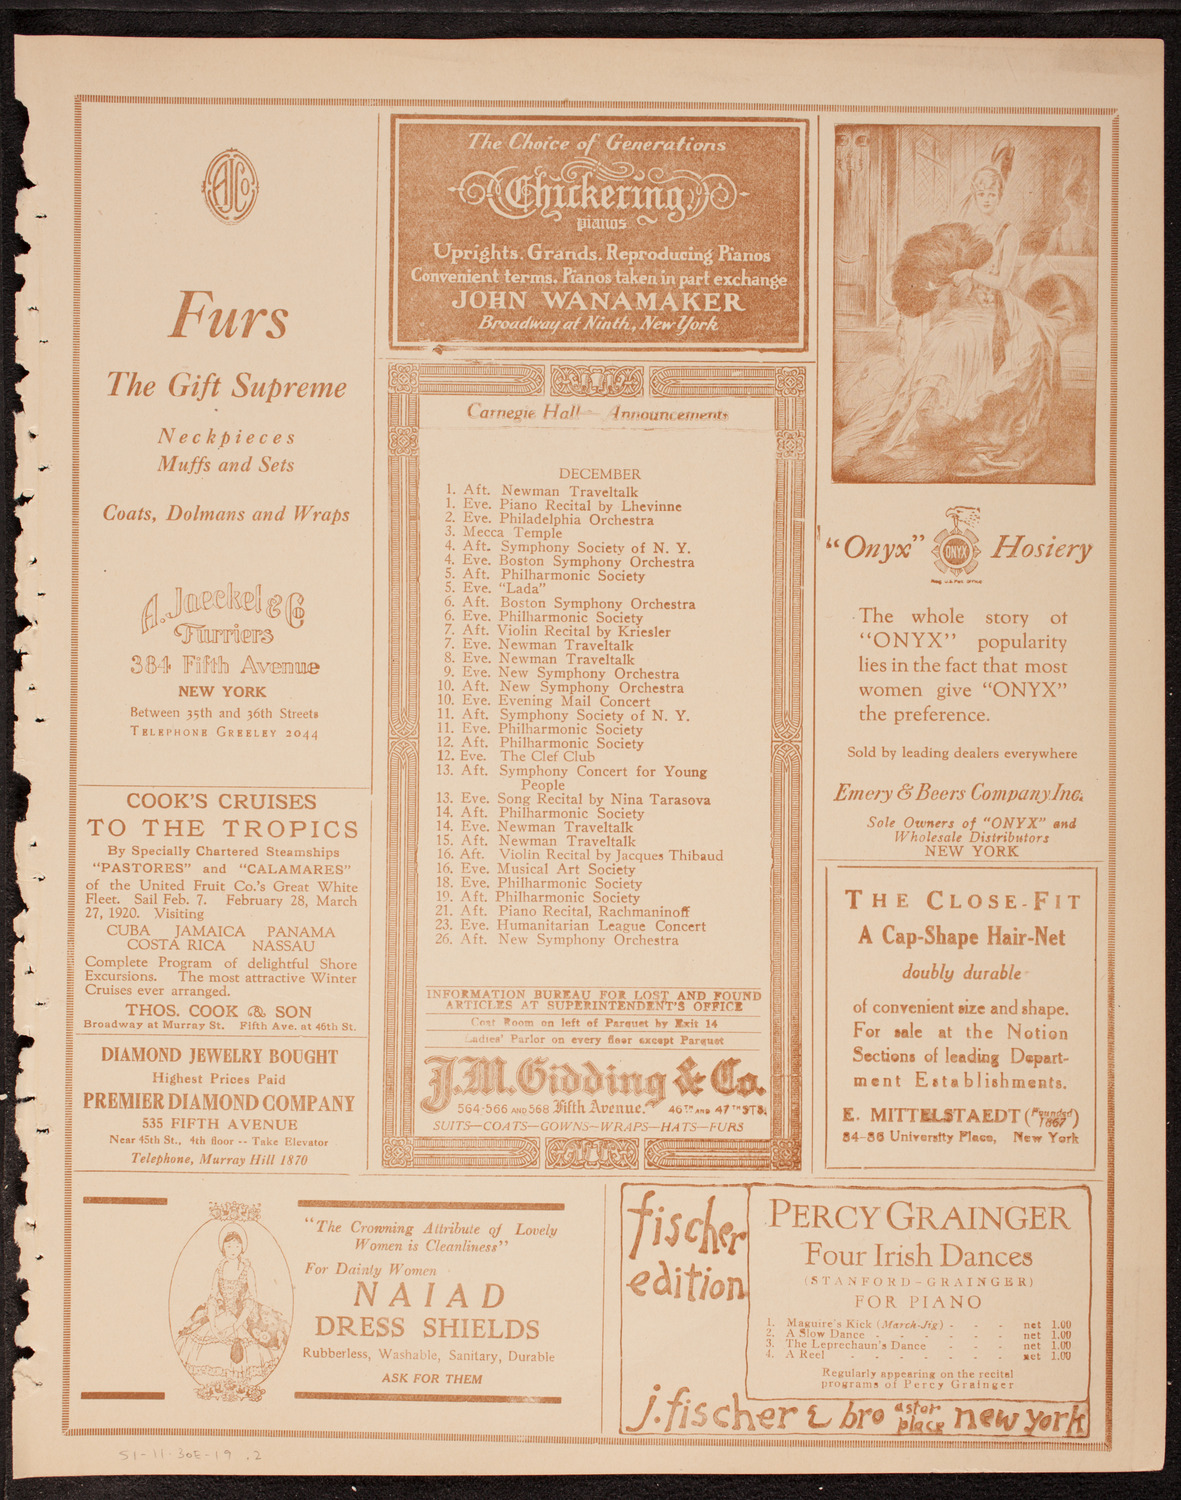 AJCo
Furs
The Gift Supreme
Neckpieces
Muffs and Sets
Coats, Dolmans and Wraps
A. Jaeckel & Co
Furriers
384 Fifth Avenue
NEW YORK
Between 35th and 36th Streets
TELEPHONE GREELEY 2044
COOK'S CRUISES
TO THE TROPICS
By Specially Chartered Steamships
"PASTORES" and "CALAMARES"
of the United Fruit Co.'s Great White
Fleet. Sail Feb. 7. February 28, March
27, 1920. Visiting
CUBA JAMAICA PANAMA
COSTA RICA NASSAU
Complete Program of delightful Shore
Excursions. The most attractive Winter
Cruises ever arranged.
THOS. COOK & SON
Broadway at Murray St. Fifth Ave. at 46th St.
DIAMOND JEWELRY BOUGHT
Highest Prices Paid
PREMIER DIAMOND COMPANY
535 FIFTH AVENUE
Near 45th St., 4th floor -- Take Elevator
Telephone, Murray Hill 1870
The Choice of Generations
Chickering
pianos
Uprights. Grands. Reproducing Pianos
Convenient terms. Pianos taken in part exchange
JOHN WANAMAKER
Broadway at Ninth, New York
Carnegie Hall Announcements
DECEMBER
1. Aft. Newman Traveltalk
1. Eve. Piano Recital by Lhevinne
2. Eve. Philadelphia Orchestra
3. Mecca Temple
4. Aft. Symphony Society of N. Y.
4. Eve. Boston Symphony Orchestra
5. Aft. Philharmonic Society
5. Eve. "Lada"
6. Aft. Boston Symphony Orchestra
6. Eve. Philharmonic Society
7. Aft. Violin Recital by Kriesler
7. Eve. Newman Traveltalk
8. Eve. Newman Traveltalk
9. Eve. New Symphony Orchestra
10. Aft. New Symphony Orchestra
10. Eve. Evening Mail Concert
11. Aft. Symphony Society of N. Y.
11. Eve. Philharmonic Society
12. Aft. Philharmonic Society
12. Eve. The Clef Club
13. Aft. Symphony Concert for Young
People
13. Eve. Song Recital by Nina Tarasova
14. Aft. Philharmonic Society
14. Eve. Newman Traveltalk
15. Aft. Newman Traveltalk
16. Aft. Violin Recital by Jacques Thibaud
16. Eve. Musical Art Society
18. Eve. Philharmonic Society
19. Aft. Philharmonic Society
21. Aft. Piano Recital, Rachmaninoff
23. Eve. Humanitarian League Concert
26. Aft. New Symphony Orchestra
INFORMATION BUREAU FOR LOST AND FOUND
ARTICLES AT SUPERINTENDENT'S OFFICE
Coat Room on left of Parquet by Exit 14
Ladies' Parlor on every floor except Parquet
J.M. Gidding & Co.
564-566 AND 568 Fifth Avenue. 46TH AND 47TH STS.
SUITS—COATS—GOWNS—WRAPS—HATS—FURS
"Onyx" ONYX Hosiery
Reg. U.S. Pat. Office
The whole story of
"ONYX" popularity
lies in the fact that most
women give "ONYX"
the preference.
Sold by leading dealers everywhere
Emery & Beers Company Inc.
Sole Owners of "ONYX" and
Wholesale Distributors
NEW YORK
THE CLOSE-FIT
A Cap-Shape Hair-Net
doubly durable
of convenient size and shape.
For sale at the Notion
Sections of leading Depart-
ment Establishments.
E. MITTELSTAEDT (Founded 1867)
84-86 University Place, New York
"The Crowning Attribute of Lovely
Women is Cleanliness"
For Dainty Women
NAIAD
DRESS SHIELDS
Rubberless, Washable, Sanitary, Durable
ASK FOR THEM
fischer
edition
PERCY GRAINGER
Four Irish Dances
(STANFORD-GRAINGER)
FOR PIANO
1. Maguire's Kick (March-Jig) - - - net 1.00
2. A Slow Dance - - - - - - net 1.00
3. The Leprechaun's Dance - - - net 1.00
4. A Reel - - - - - - - net 1.00
Regularly appearing on the recital
programs of Percy Grainger
j. fischer & bro astor place new york
51-11-30E-19 .2